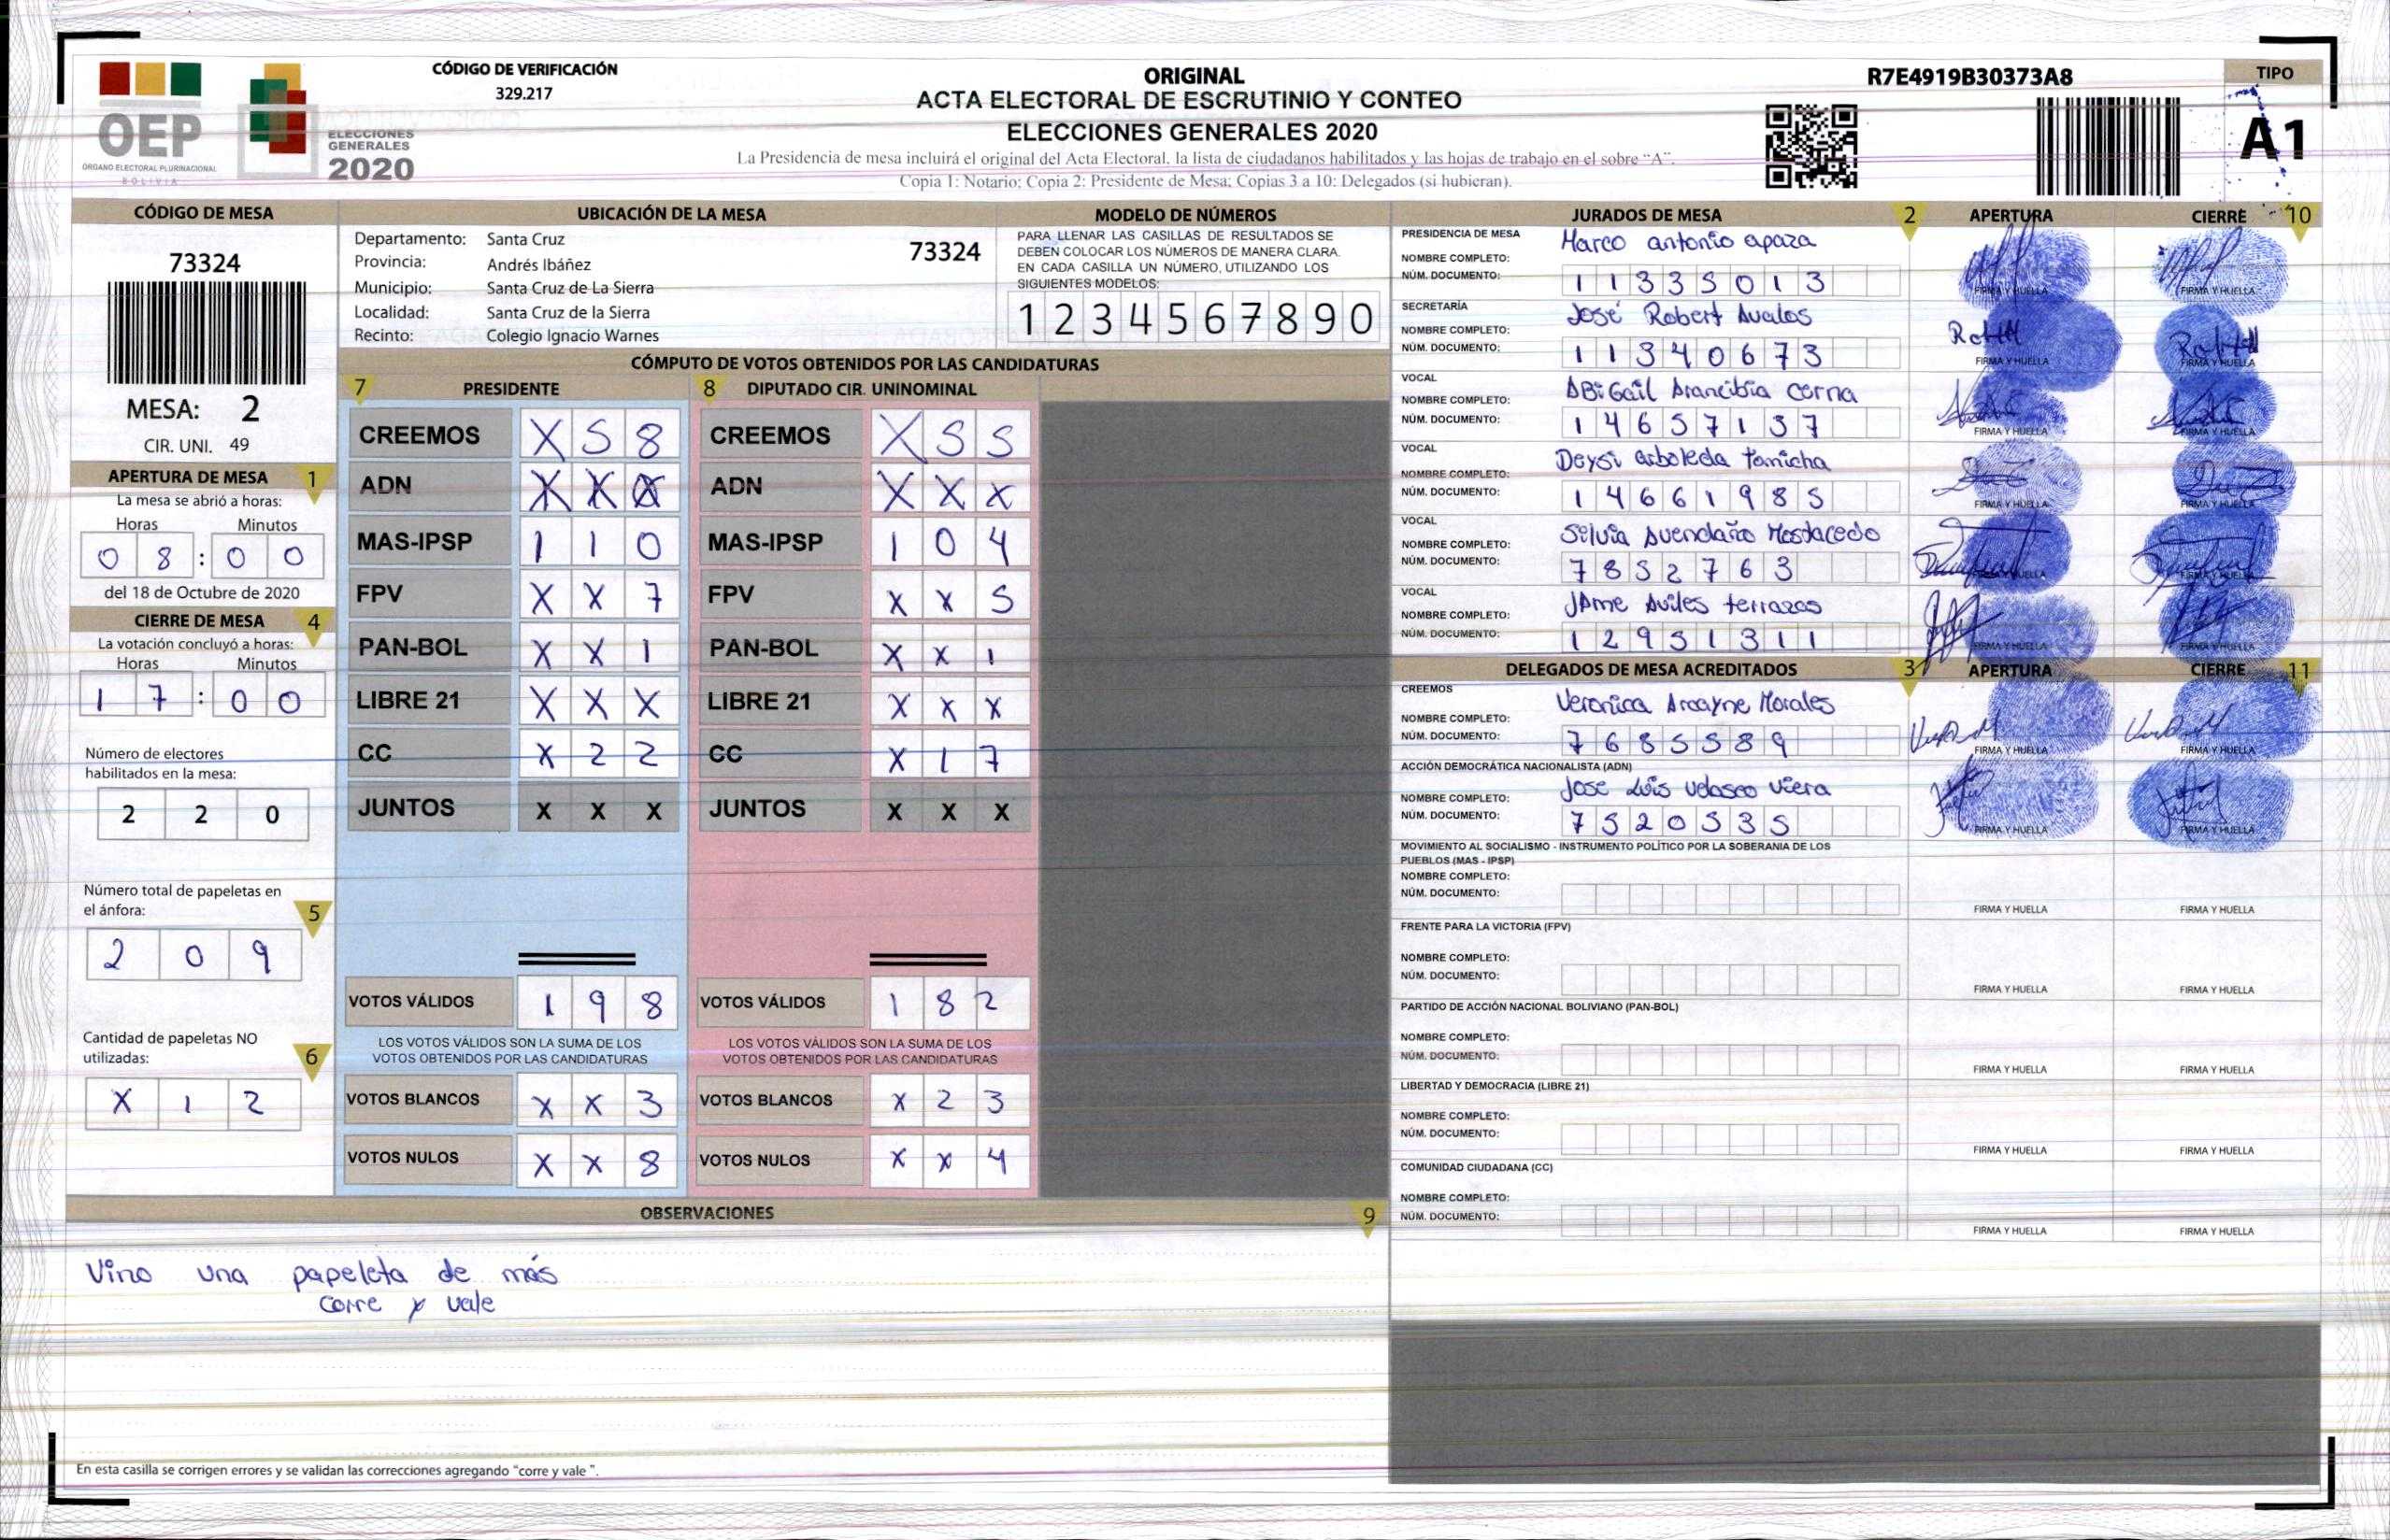 CÓDIGO DE VERIFICACIÓN
329.217
OEP
ÓRGANO ELECTORAL PLURINACIONAL
BOLIVIA
ELECCIONES
GENERALES
2020
ORIGINAL
ACTA ELECTORAL DE ESCRUTINIO Y CONTEO
ELECCIONES GENERALES 2020
La Presidencia de mesa incluirá el original del Acta Electoral, la lista de ciudadanos habilitados y las hojas de trabajo en el sobre "A".
Copia 1: Notario; Copia 2: Presidente de Mesa; Copias 3 a 10: Delegados (si hubieran).
R7E4919B30373A8
TIPO
A1
CÓDIGO DE MESA
73324
MESA: 2
CIR. UNI. 49
APERTURA DE MESA 1
La mesa se abrió a horas:
Horas Minutos
0 8 : 0 0
del 18 de Octubre de 2020
CIERRE DE MESA 4
La votación concluyó a horas:
Horas Minutos
1 7 : 0 0
Número de electores
habilitados en la mesa:
2 2 0
Número total de papeletas en
el ánfora: 5
2 0 9
Cantidad de papeletas NO
utilizadas: 6
X 1 2
UBICACIÓN DE LA MESA
Departamento: Santa Cruz 73324
Provincia: Andrés Ibáñez
Municipio: Santa Cruz de La Sierra
Localidad: Santa Cruz de la Sierra
Recinto: Colegio Ignacio Warnes
MODELO DE NÚMEROS
PARA LLENAR LAS CASILLAS DE RESULTADOS SE
DEBEN COLOCAR LOS NÚMEROS DE MANERA CLARA.
EN CADA CASILLA UN NÚMERO, UTILIZANDO LOS
SIGUIENTES MODELOS:
1 2 3 4 5 6 7 8 9 0
CÓMPUTO DE VOTOS OBTENIDOS POR LAS CANDIDATURAS
7 PRESIDENTE
CREEMOS X 5 8
ADN X X X
MAS-IPSP 1 1 0
FPV X X 7
PAN-BOL X X 1
LIBRE 21 X X X
CC X 2 2
JUNTOS X X X
VOTOS VÁLIDOS 1 9 8
LOS VOTOS VÁLIDOS SON LA SUMA DE LOS
VOTOS OBTENIDOS POR LAS CANDIDATURAS
VOTOS BLANCOS X X 3
VOTOS NULOS X X 8
8 DIPUTADO CIR. UNINOMINAL
CREEMOS X 5 5
ADN X X X
MAS-IPSP 1 0 4
FPV X X 5
PAN-BOL X X 1
LIBRE 21 X X X
CC X 1 7
JUNTOS X X X
VOTOS VÁLIDOS 1 8 2
LOS VOTOS VÁLIDOS SON LA SUMA DE LOS
VOTOS OBTENIDOS POR LAS CANDIDATURAS
VOTOS BLANCOS X 2 3
VOTOS NULOS X X 4
OBSERVACIONES 9
Vino una papeleta de más
corre y vale
En esta casilla se corrigen errores y se validan las correcciones agregando "corre y vale ".
JURADOS DE MESA 2 APERTURA CIERRE 10
PRESIDENCIA DE MESA
NOMBRE COMPLETO: Marco antonio apaza
NÚM. DOCUMENTO: 1 1 3 3 5 0 1 3
FIRMA Y HUELLA FIRMA Y HUELLA
SECRETARÍA
NOMBRE COMPLETO: José Robert Avalos
NÚM. DOCUMENTO: 1 1 3 4 0 6 7 3
FIRMA Y HUELLA FIRMA Y HUELLA
VOCAL
NOMBRE COMPLETO: ABiGail Arancibia
NÚM. DOCUMENTO: 1 4 6 5 7 1 3 7
FIRMA Y HUELLA FIRMA Y HUELLA
VOCAL
NOMBRE COMPLETO: Deysi arboleda
NÚM. DOCUMENTO: 1 4 6 6 1 9 8 5
FIRMA Y HUELLA FIRMA Y HUELLA
VOCAL
NOMBRE COMPLETO: Silvia Avendaño Mostacedo
NÚM. DOCUMENTO: 7 8 5 2 7 6 3
FIRMA Y HUELLA FIRMA Y HUELLA
VOCAL
NOMBRE COMPLETO: JAme Aviles terrazos
NÚM. DOCUMENTO: 1 2 9 5 1 3 1 1
FIRMA Y HUELLA FIRMA Y HUELLA
DELEGADOS DE MESA ACREDITADOS 3 APERTURA CIERRE 11
CREEMOS
NOMBRE COMPLETO: Veronica Morales
NÚM. DOCUMENTO: 7 6 8 5 5 8 9
FIRMA Y HUELLA FIRMA Y HUELLA
ACCIÓN DEMOCRÁTICA NACIONALISTA (ADN)
NOMBRE COMPLETO: Jose Luis Velasco Viera
NÚM. DOCUMENTO: 7 5 2 0 5 3 5
FIRMA Y HUELLA FIRMA Y HUELLA
MOVIMIENTO AL SOCIALISMO - INSTRUMENTO POLÍTICO POR LA SOBERANIA DE LOS
PUEBLOS (MAS - IPSP)
NOMBRE COMPLETO:
NÚM. DOCUMENTO:
FIRMA Y HUELLA FIRMA Y HUELLA
FRENTE PARA LA VICTORIA (FPV)
NOMBRE COMPLETO:
NÚM. DOCUMENTO:
FIRMA Y HUELLA FIRMA Y HUELLA
PARTIDO DE ACCIÓN NACIONAL BOLIVIANO (PAN-BOL)
NOMBRE COMPLETO:
NÚM. DOCUMENTO:
FIRMA Y HUELLA FIRMA Y HUELLA
LIBERTAD Y DEMOCRACIA (LIBRE 21)
NOMBRE COMPLETO:
NÚM. DOCUMENTO:
FIRMA Y HUELLA FIRMA Y HUELLA
COMUNIDAD CIUDADANA (CC)
NOMBRE COMPLETO:
NÚM. DOCUMENTO:
FIRMA Y HUELLA FIRMA Y HUELLA